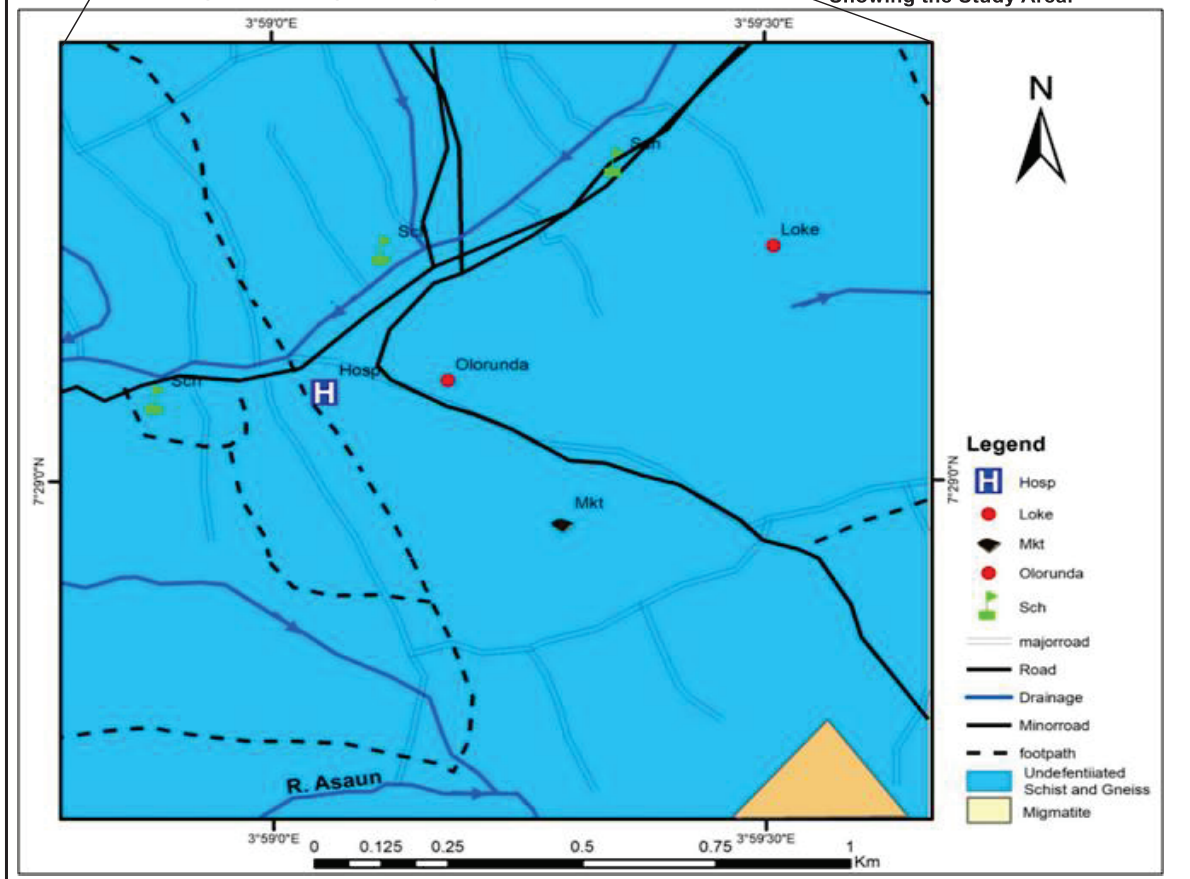 Showing the Study Area.
3°59'0"E
3°59'30"E
N
Sch
Sch
Loke
Olorunda
Hosp
H
Sch
7°29'0"N
7°29'0"N
Mkt
R. Asaun
Legend
H Hosp
Loke
Mkt
Olorunda
Sch
majorroad
Road
Drainage
Minorroad
footpath
Undefentiiated
Schist and Gneiss
Migmatite
3°59'0"E
3°59'30"E
0 0.125 0.25 0.5 0.75 1
Km